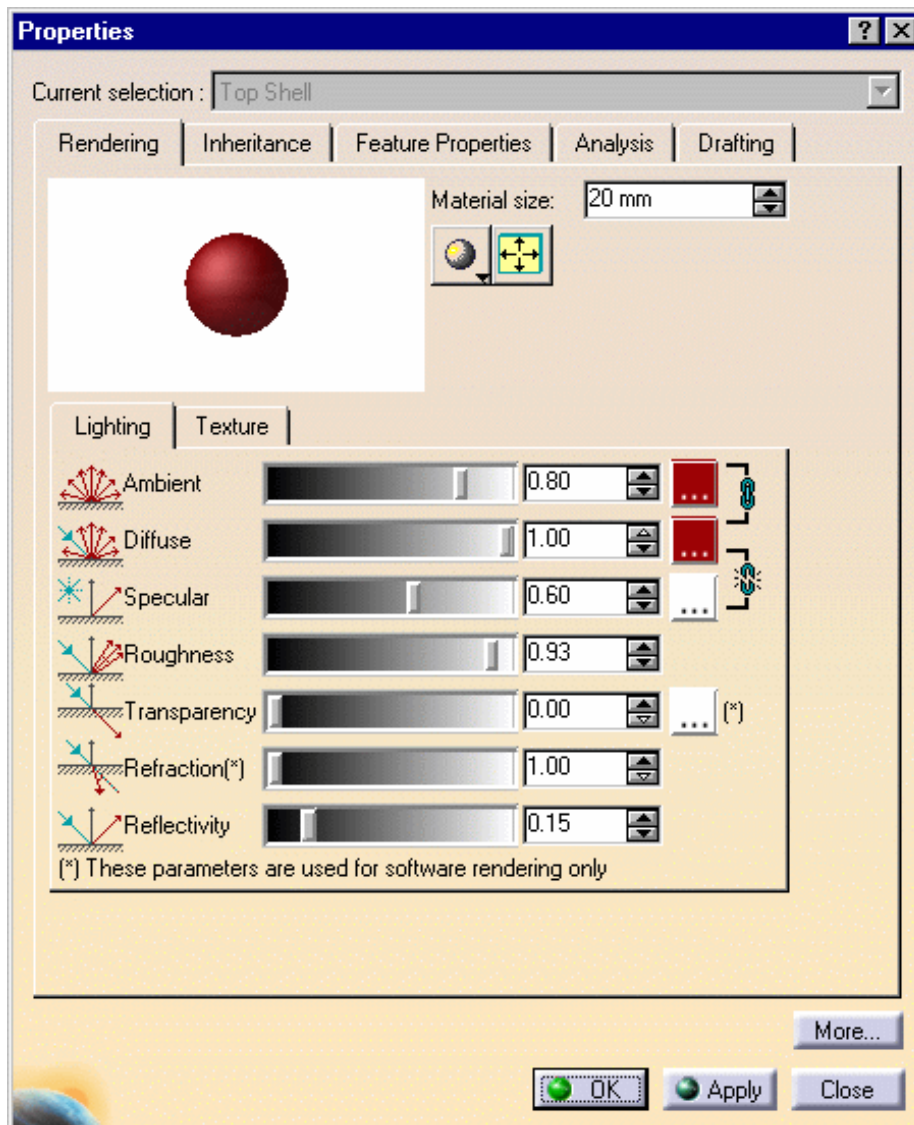 Properties
Current selection : Top Shell
Rendering Inheritance Feature Properties Analysis Drafting
Material size: 20 mm
Lighting Texture
Ambient 0.80 ...
Diffuse 1.00 ...
Specular 0.60 ...
Roughness 0.93
Transparency 0.00 ... (*)
Refraction(*) 1.00
Reflectivity 0.15
(*) These parameters are used for software rendering only
More...
OK Apply Close